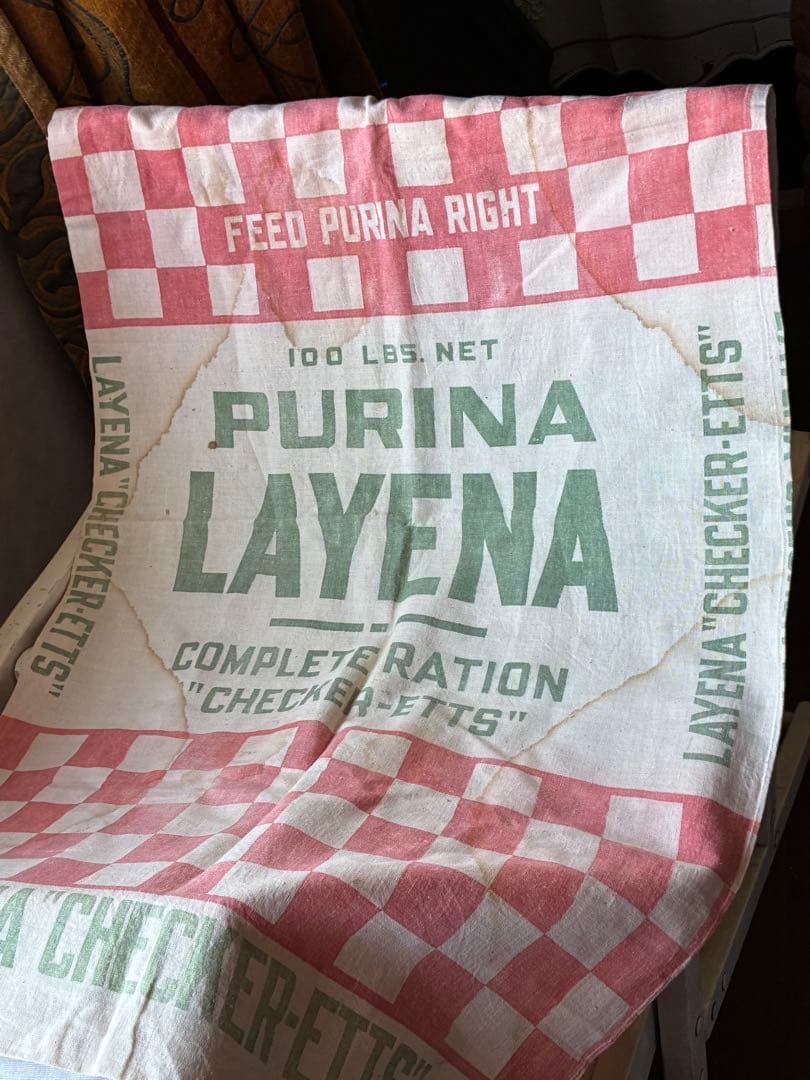 FEED PURINA RIGHT
100 LBS. NET
PURINA
LAYENA
COMPLETE RATION
"CHECKER-ETTS"
LAYENA "CHECKER-ETTS"
LAYENA "CHECKER-ETTS"
A "CHECKER-ETTS"